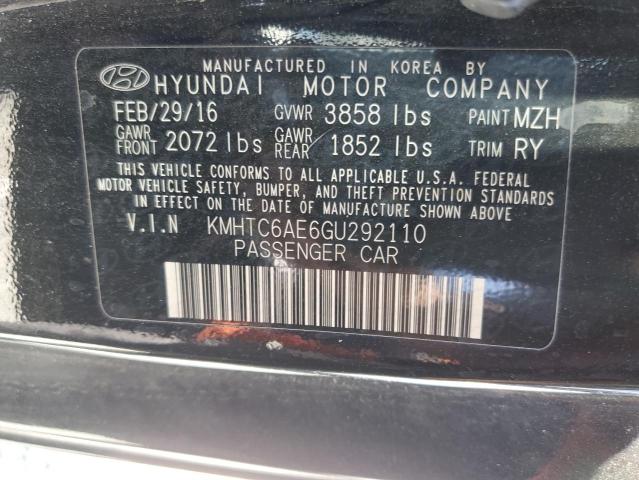 MANUFACTURED IN KOREA BY
HYUNDAI MOTOR COMPANY
FEB/29/16 GVWR 3858 lbs PAINT MZH
GAWR FRONT 2072 lbs GAWR REAR 1852 lbs TRIM RY
THIS VEHICLE CONFORMS TO ALL APPLICABLE U.S.A. FEDERAL
MOTOR VEHICLE SAFETY, BUMPER, AND THEFT PREVENTION STANDARDS
IN EFFECT ON THE DATE OF MANUFACTURE SHOWN ABOVE
V.I.N KMHTC6AE6GU292110
PASSENGER CAR